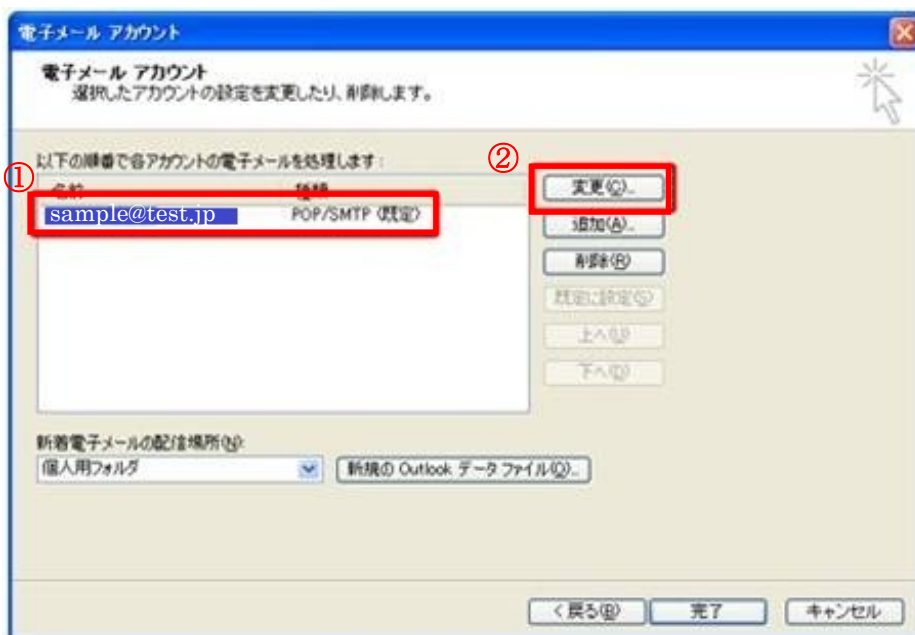 電子メール アカウント
電子メール アカウント
選択したアカウントの設定を変更したり、削除します。
以下の順番で各アカウントの電子メールを処理します:
① ②
名前 種類
sample@test.jp POP/SMTP (既定)
変更(C)...
追加(A)...
削除(R)
既定に設定(S)
上へ(U)
下へ(D)
新着電子メールの配信場所(N):
個人用フォルダ 新規の Outlook データ ファイル(O)...
< 戻る(B) 完了 キャンセル